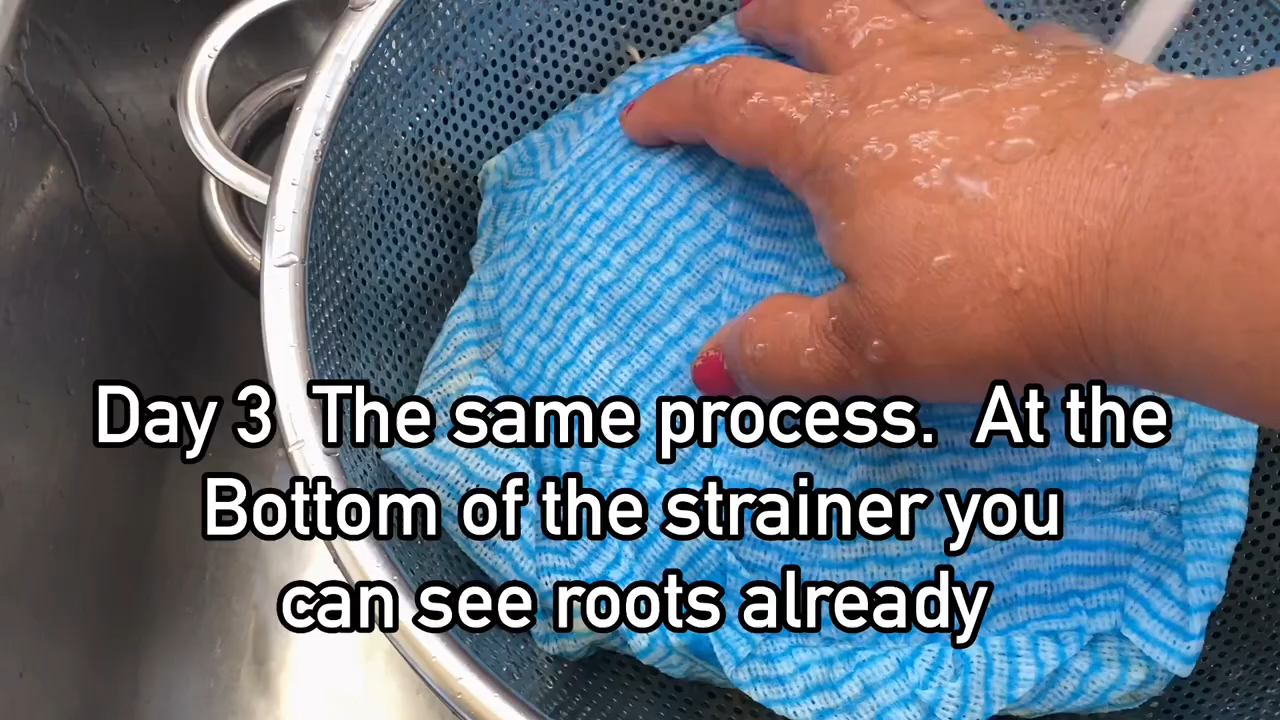 Day 3  The same process.  At the
Bottom of the strainer you
can see roots already